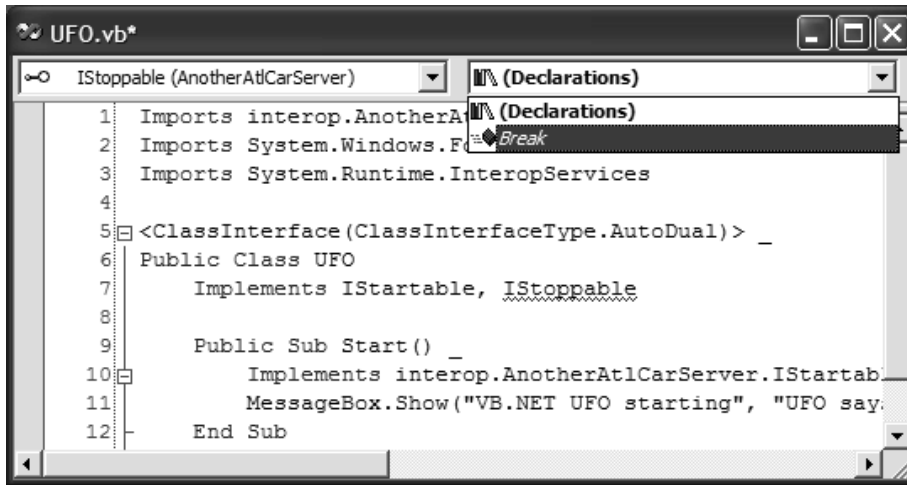 UFO.vb*
IStoppable (AnotherAtlCarServer)
(Declarations)
(Declarations)
Break
1 Imports interop.AnotherA
2 Imports System.Windows.Fo
3 Imports System.Runtime.InteropServices
4
5 <ClassInterface(ClassInterfaceType.AutoDual)> _
6 Public Class UFO
7 Implements IStartable, IStoppable
8
9 Public Sub Start() _
10 Implements interop.AnotherAtlCarServer.IStartabl
11 MessageBox.Show("VB.NET UFO starting", "UFO say
12 End Sub